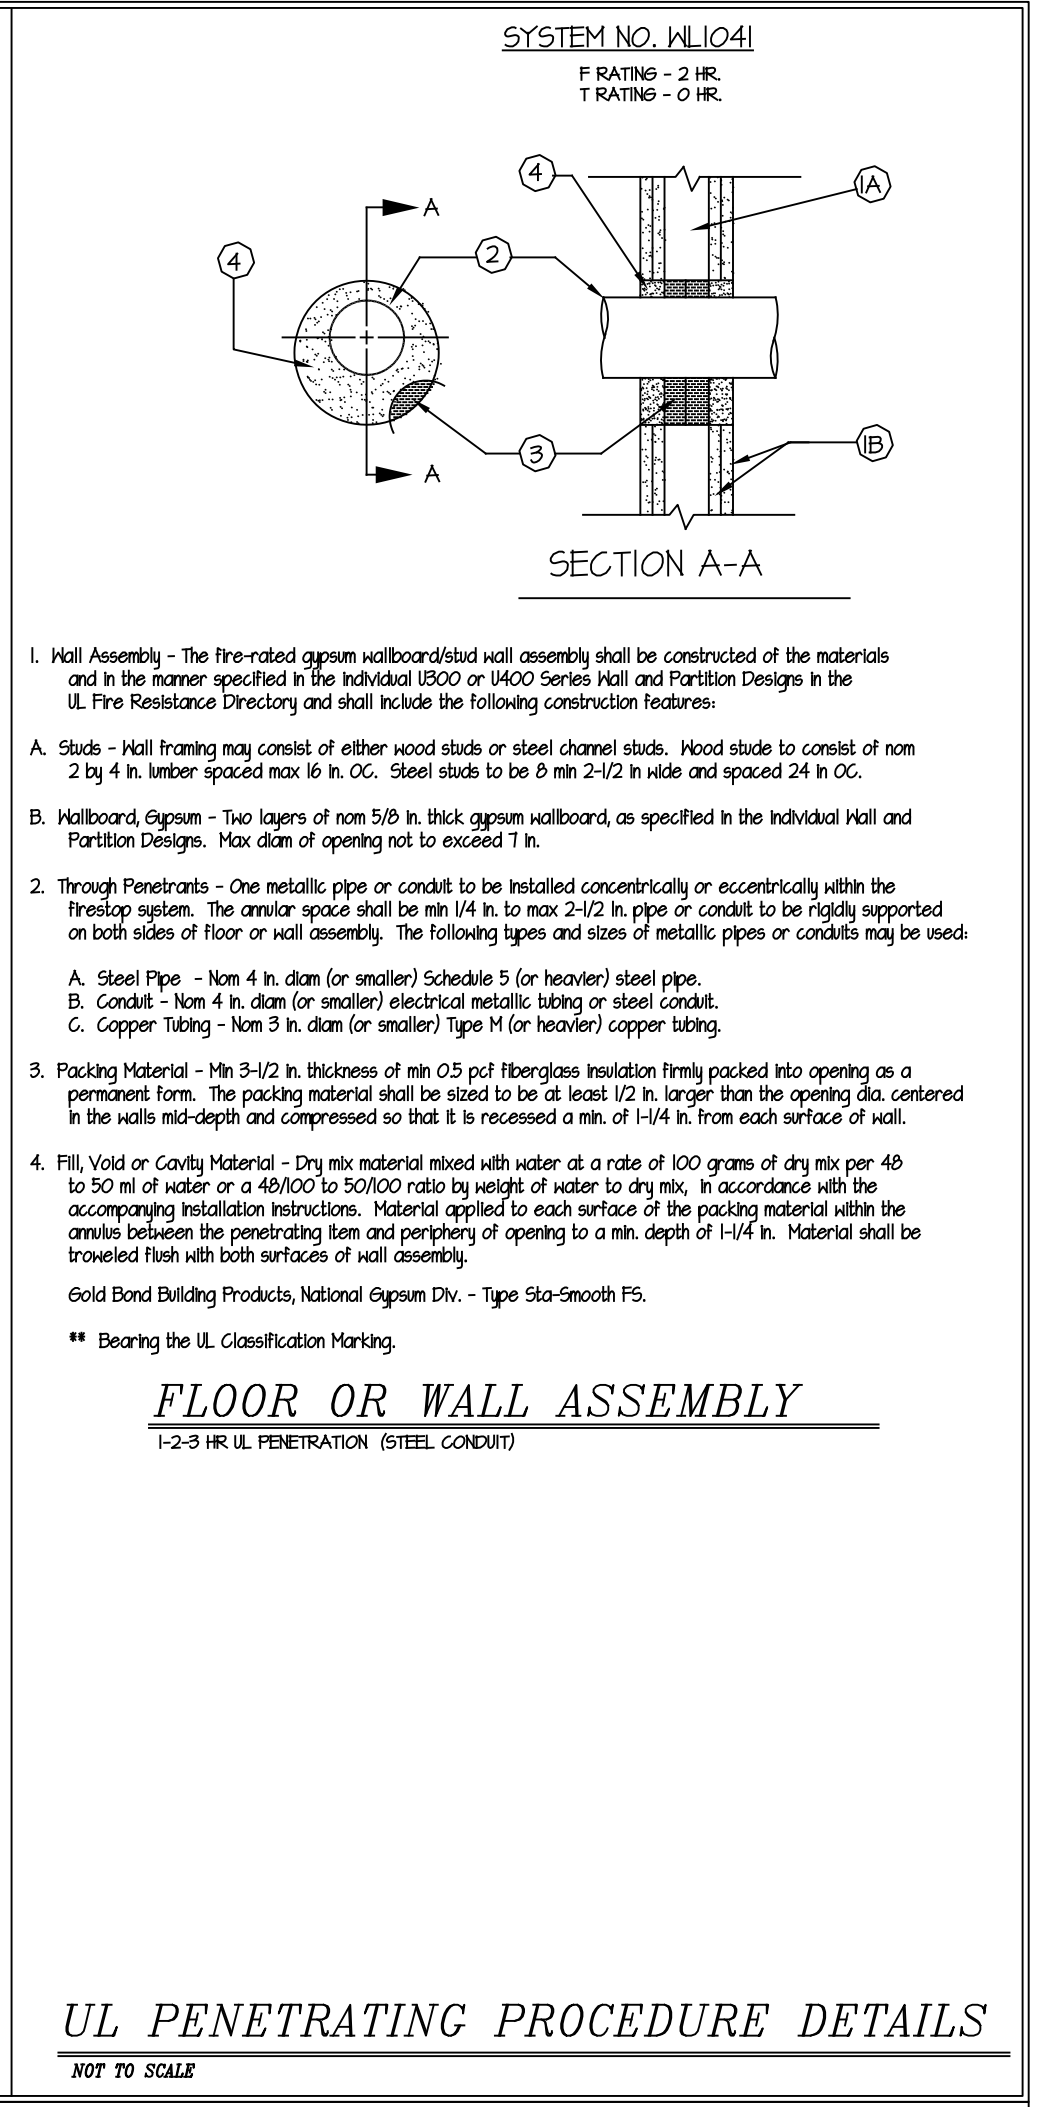 SYSTEM NO. WL1041
F RATING - 2 HR.
T RATING - 0 HR.
4
1A
A
2
4
3
1B
A
SECTION A-A
1. Wall Assembly - The fire-rated gypsum wallboard/stud wall assembly shall be constructed of the materials
and in the manner specified in the individual U300 or U400 Series Wall and Partition Designs in the
UL Fire Resistance Directory and shall include the following construction features:
A. Studs - Wall framing may consist of either wood studs or steel channel studs. Wood stude to consist of nom
2 by 4 in. lumber spaced max 16 in. OC. Steel studs to be 8 min 2-1/2 in wide and spaced 24 in OC.
B. Wallboard, Gypsum - Two layers of nom 5/8 in. thick gypsum wallboard, as specified in the individual Wall and
Partition Designs. Max diam of opening not to exceed 7 in.
2. Through Penetrants - One metallic pipe or conduit to be installed concentrically or eccentrically within the
firestop system. The annular space shall be min 1/4 in. to max 2-1/2 in. pipe or conduit to be rigidly supported
on both sides of floor or wall assembly. The following types and sizes of metallic pipes or conduits may be used:
A. Steel Pipe - Nom 4 in. diam (or smaller) Schedule 5 (or heavier) steel pipe.
B. Conduit - Nom 4 in. diam (or smaller) electrical metallic tubing or steel conduit.
C. Copper Tubing - Nom 3 in. diam (or smaller) Type M (or heavier) copper tubing.
3. Packing Material - Min 3-1/2 in. thickness of min 0.5 pcf fiberglass insulation firmly packed into opening as a
permanent form. The packing material shall be sized to be at least 1/2 in. larger than the opening dia. centered
in the walls mid-depth and compressed so that it is recessed a min. of 1-1/4 in. from each surface of wall.
4. Fill, Void or Cavity Material - Dry mix material mixed with water at a rate of 100 grams of dry mix per 48
to 50 ml of water or a 48/100 to 50/100 ratio by weight of water to dry mix, in accordance with the
accompanying installation instructions. Material applied to each surface of the packing material within the
annulus between the penetrating item and periphery of opening to a min. depth of 1-1/4 in. Material shall be
troweled flush with both surfaces of wall assembly.
Gold Bond Building Products, National Gypsum Div. - Type Sta-Smooth FS.
** Bearing the UL Classification Marking.
FLOOR OR WALL ASSEMBLY
1-2-3 HR UL PENETRATION (STEEL CONDUIT)
UL PENETRATING PROCEDURE DETAILS
NOT TO SCALE